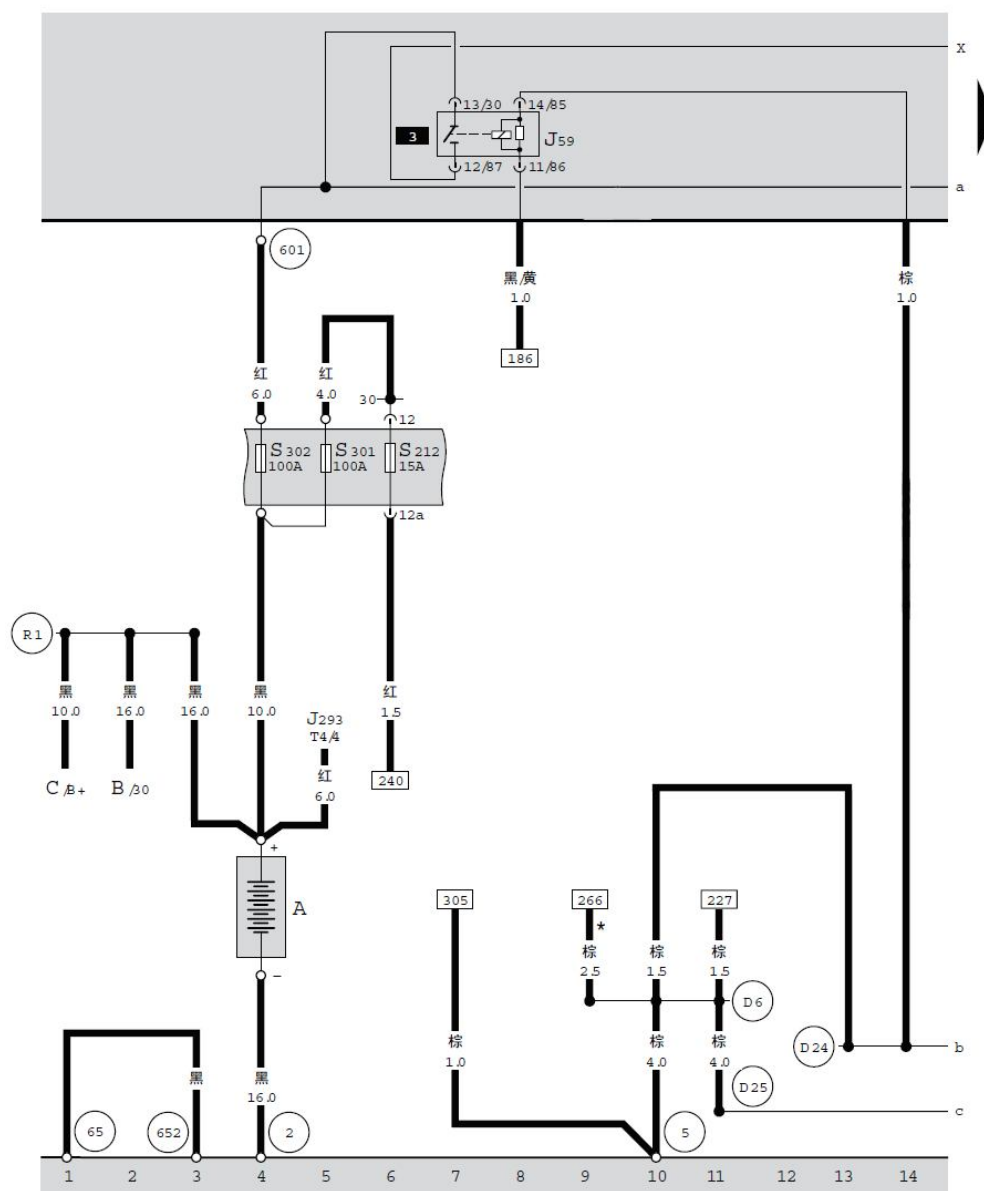 X
13/30 14/85
3
J59
12/87 11/86
a
601
黑/黄
1.0
棕
1.0
186
红
6.0
红
4.0
30
12
S302
100A
S301
100A
S212
15A
12a
R1
黑
10.0
黑
16.0
黑
16.0
黑
10.0
红
1.5
J293
T4/4
C/B+
B/30
红
6.0
240
+
A
-
305
266
227
*
棕
2.5
棕
1.5
棕
1.5
D6
棕
1.0
棕
4.0
棕
4.0
D24
b
D25
c
黑
黑
16.0
65
652
2
5
1 2 3 4 5 6 7 8 9 10 11 12 13 14